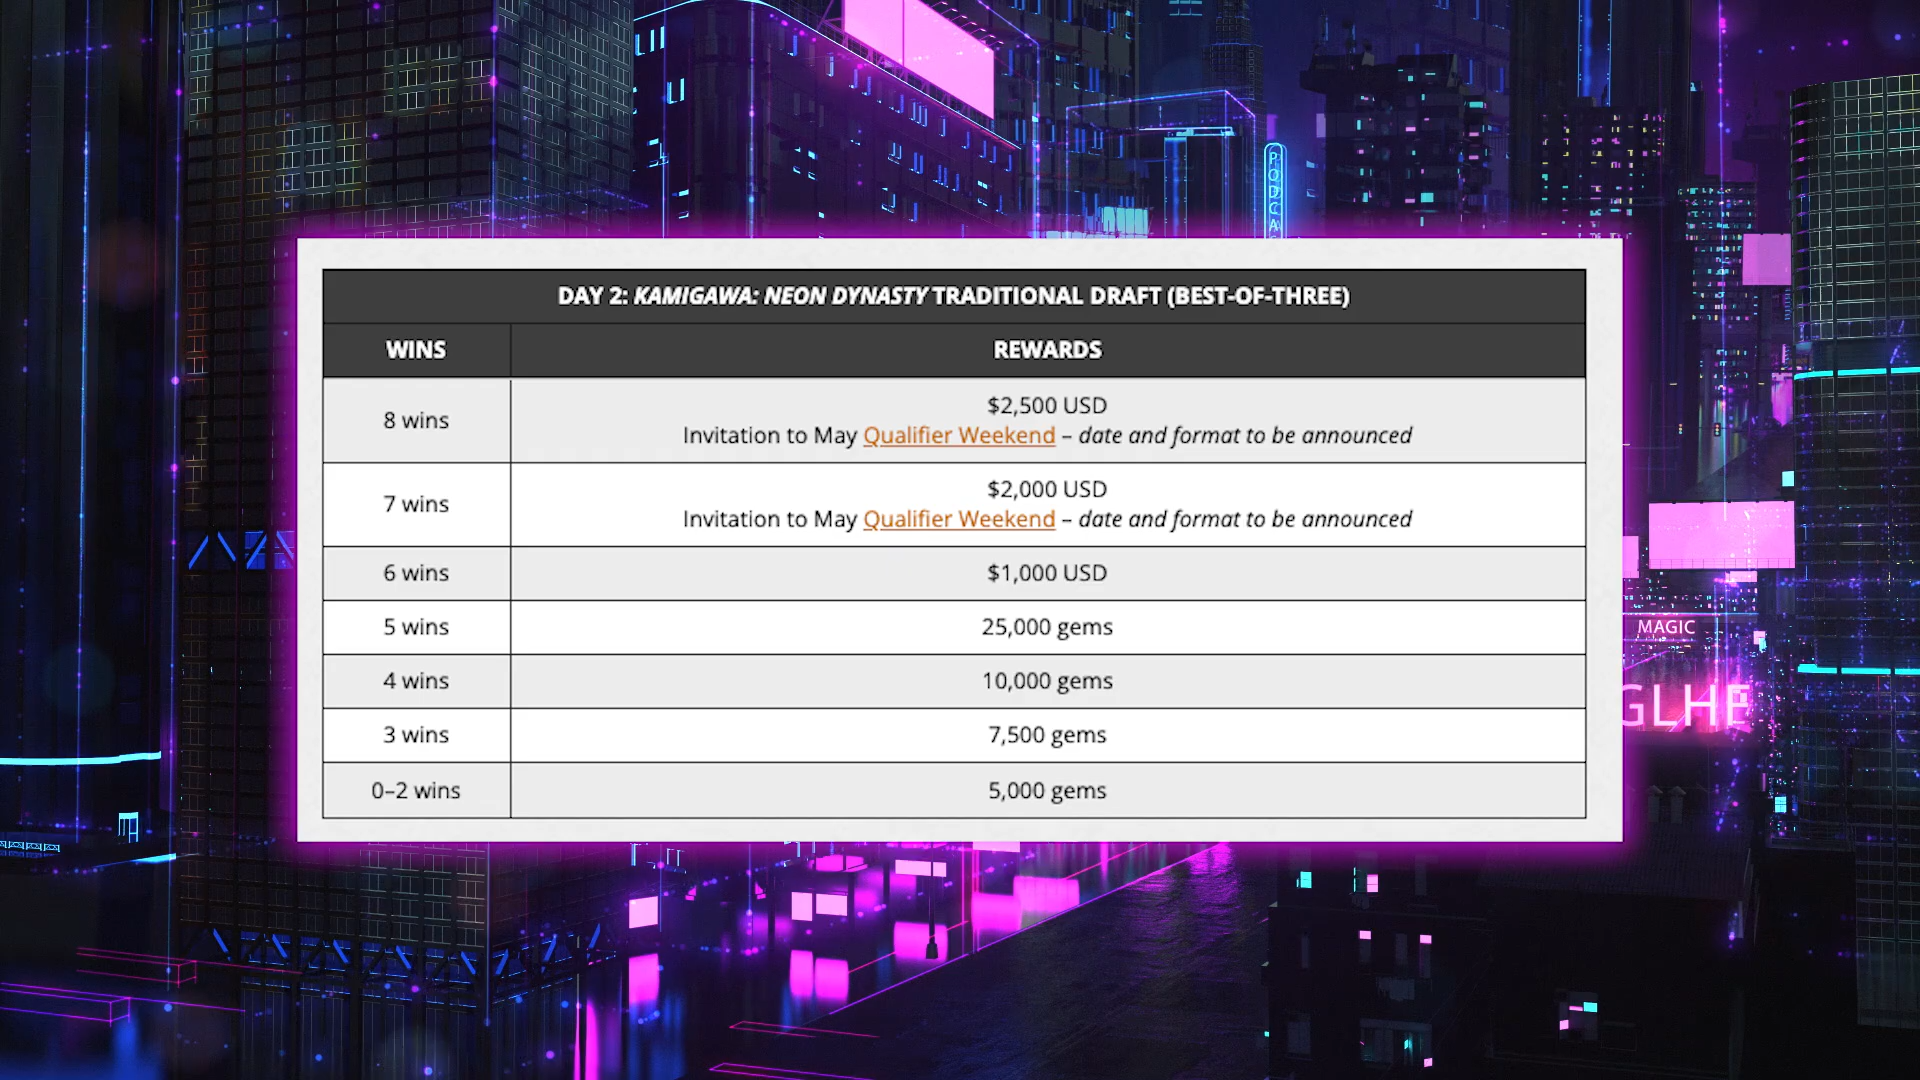 PODCA
DAY 2: KAMIGAWA: NEON DYNASTY TRADITIONAL DRAFT (BEST-OF-THREE)
WINS REWARDS
8 wins $2,500 USD
Invitation to May Qualifier Weekend – date and format to be announced
7 wins $2,000 USD
Invitation to May Qualifier Weekend – date and format to be announced
6 wins $1,000 USD
5 wins 25,000 gems
4 wins 10,000 gems
3 wins 7,500 gems
0–2 wins 5,000 gems
MAGIC
GLHF